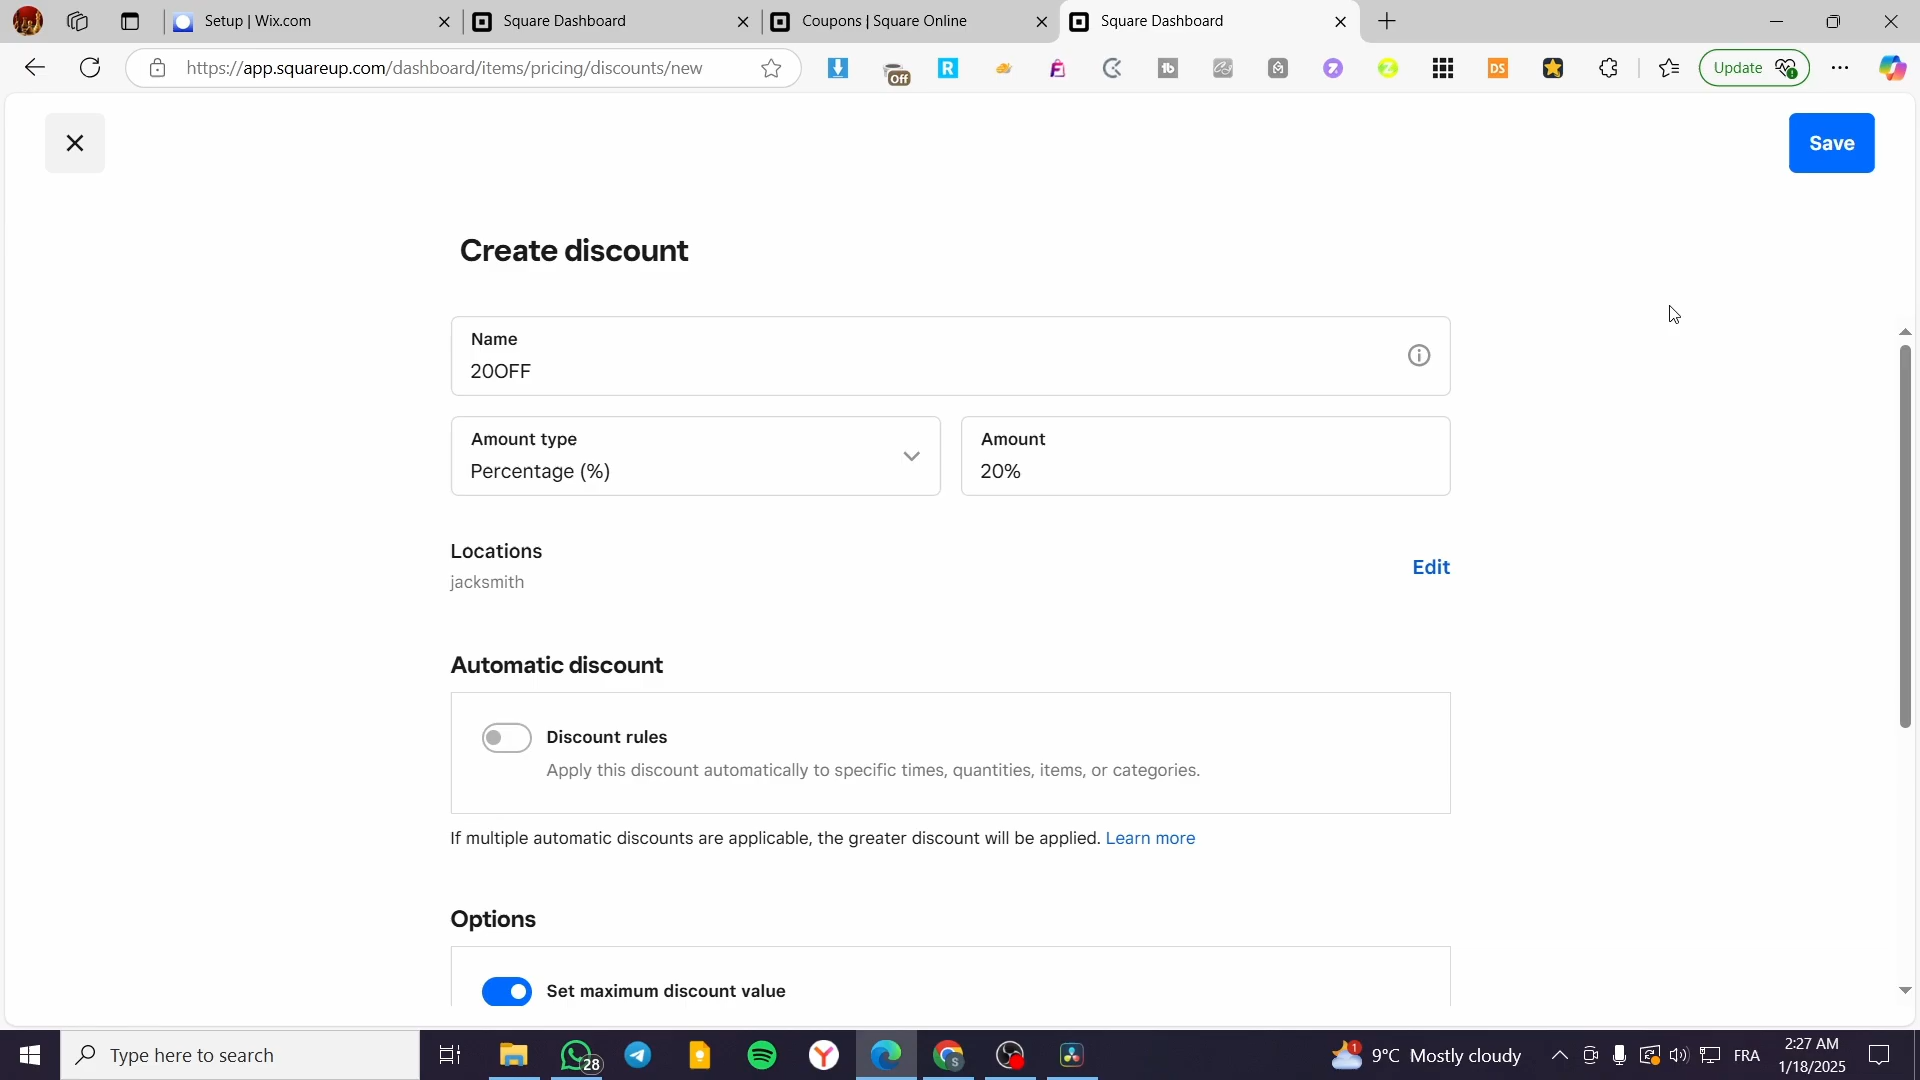 Setup | Wix.com
Square Dashboard
Coupons | Square Online
Square Dashboard
https://app.squareup.com/dashboard/items/pricing/discounts/new
Off
R
tb
DS
Update
Save
Create discount
Name
20OFF
Amount type
Percentage (%)
Amount
20%
Locations
jacksmith
Edit
Automatic discount
Discount rules
Apply this discount automatically to specific times, quantities, items, or categories.
If multiple automatic discounts are applicable, the greater discount will be applied. Learn more
Options
Set maximum discount value
Type here to search
28
1
9°C Mostly cloudy
FRA
2:27 AM
1/18/2025